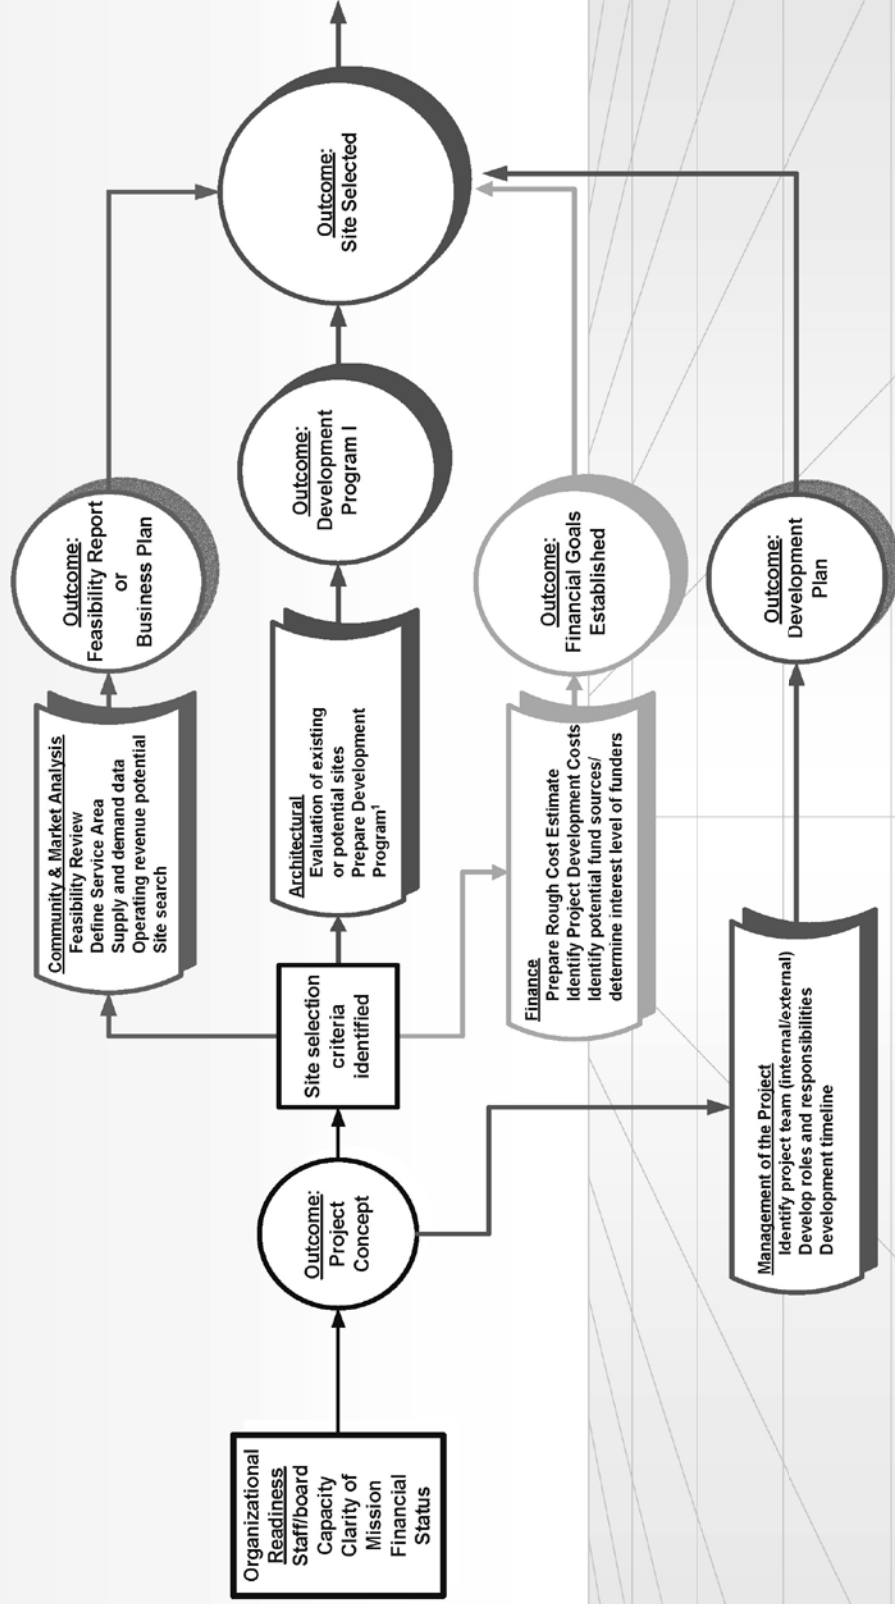 Organizational
Readiness
Staff/board
Capacity
Clarity of
Mission
Financial
Status
Outcome:
Project
Concept
Site selection
criteria
identified
Community & Market Analysis
Feasibility Review
Define Service Area
Supply and demand data
Operating revenue potential
Site search
Outcome:
Feasibility Report
or
Business Plan
Architectural
Evaluation of existing
or potential sites
Prepare Development
Program¹
Outcome:
Development
Program I
Finance
Prepare Rough Cost Estimate
Identify Project Development Costs
Identify potential fund sources/
determine interest level of funders
Outcome:
Financial Goals
Established
Management of the Project
Identify project team (internal/external)
Develop roles and responsibilities
Development timeline
Outcome:
Development
Plan
Outcome:
Site Selected